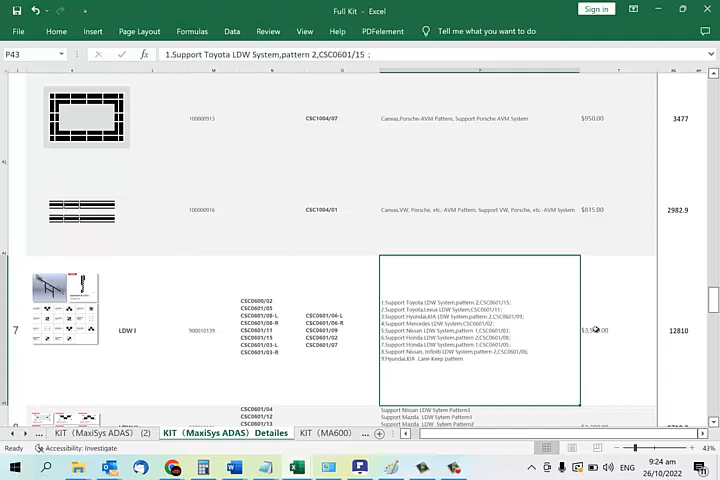 Full Kit - Excel
Sign in
File Home Insert Page Layout Formulas Data Review View Help PDFelement Tell me what you want to do
P43 fx 1.Support Toyota LDW System,pattern 2,CSC0601/15 ;
100000913 CSC1004/07 Canvas,Porsche-AVM Pattern, Support Porsche AVM System $950.00 3477
41
100000916 CSC1004/01 Canvas,VW, Porsche, etc.-AVM Pattern, Support VW, Porsche, etc.-AVM System $815.00 2982.9
42
7 LDW I 900010139
CSC0600/02
CSC0601/05
CSC0601/08-L CSC0601/06-L
CSC0601/08-R CSC0601/06-R
CSC0601/11 CSC0601/09
CSC0601/15 CSC0601/02
CSC0601/03-L CSC0601/07
CSC0601/03-R
1.Support Toyota LDW System,pattern 2,CSC0601/15;
2.Support Toyota,Lexus LDW System,CSC0601/11;
3.Support Hyundai,KIA LDW System,pattern 2,CSC0601/09;
4.Support Mercedes LDW System,CSC0601/02;
5.Support Nissan LDW System,pattern 1,CSC0601/03;
6.Support Honda LDW System,pattern 2,CSC0601/08;
7.Support Honda LDW System,pattern 1,CSC0601/05;
8.Support Nissan, Infiniti LDW System,pattern 2,CSC0601/06;
9.Hyundai,KIA Lane Keep pattern
12810
43
CSC0601/04
CSC0601/12
CSC0601/13
Support Nissan LDW Sytem Pattern3
Support Mazda LDW Sytem Pattern3
... KIT（MaxiSys ADAS） (2) KIT（MaxiSys ADAS）Detailes KIT（MA600） ...
Ready Accessibility: Investigate 43%
ENG
9:24 am
26/10/2022